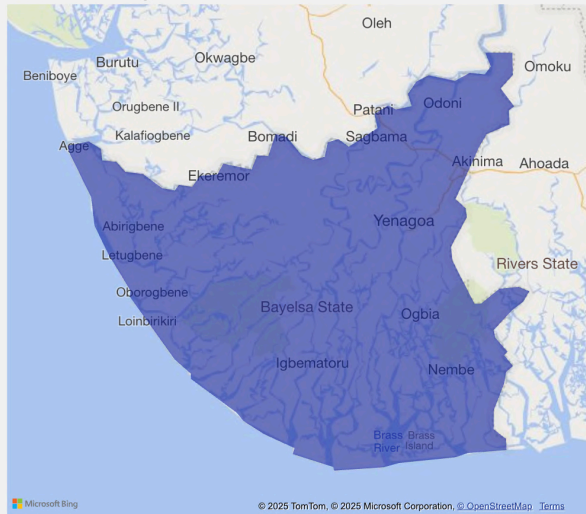 Oleh
Okwagbe
Burutu
Omoku
Beniboye
Orugbene II
Patani
Odoni
Kalafiogbene
Bomadi
Sagbama
Agge
Akinima
Ahoada
Ekeremor
Abirigbene
Yenagoa
Letugbene
Rivers State
Oborogbene
Bayelsa State
Ogbia
Loinbirikiri
Igbematoru
Nembe
Brass
River
Brass
Island
Microsoft Bing
© 2025 TomTom, © 2025 Microsoft Corporation, © OpenStreetMap Terms